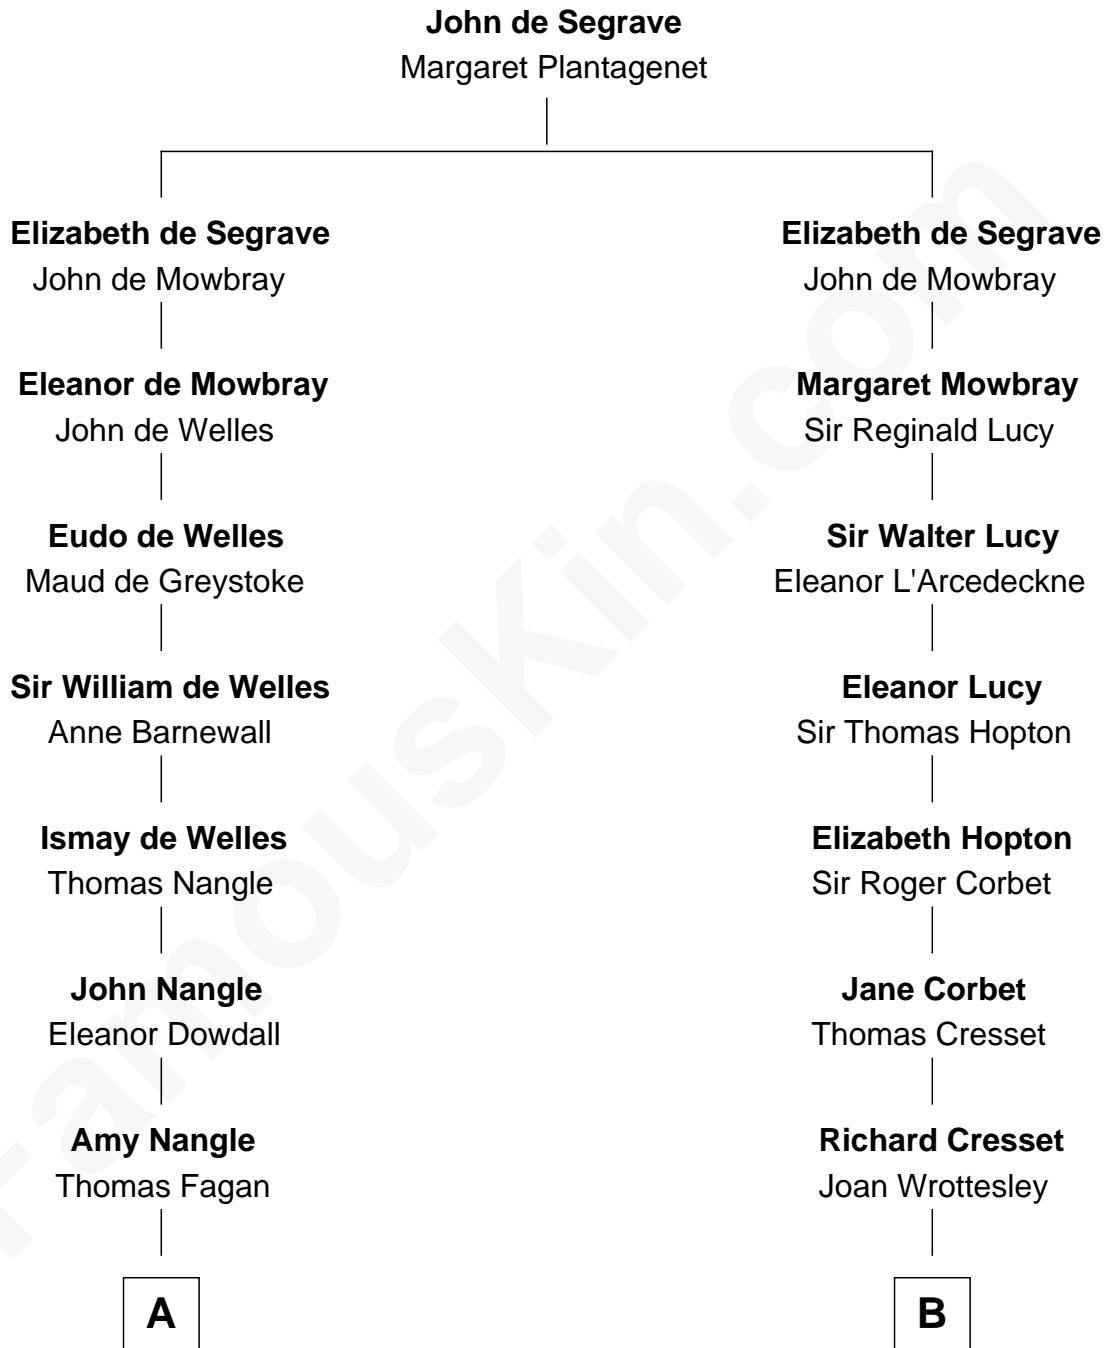 John de Segrave
Margaret Plantagenet
Elizabeth de Segrave
John de Mowbray
Eleanor de Mowbray
John de Welles
Eudo de Welles
Maud de Greystoke
Sir William de Welles
Anne Barnewall
Ismay de Welles
Thomas Nangle
John Nangle
Eleanor Dowdall
Amy Nangle
Thomas Fagan
A
Elizabeth de Segrave
John de Mowbray
Margaret Mowbray
Sir Reginald Lucy
Sir Walter Lucy
Eleanor L'Arcedeckne
Eleanor Lucy
Sir Thomas Hopton
Elizabeth Hopton
Sir Roger Corbet
Jane Corbet
Thomas Cresset
Richard Cresset
Joan Wrottesley
B
FamousKin.com